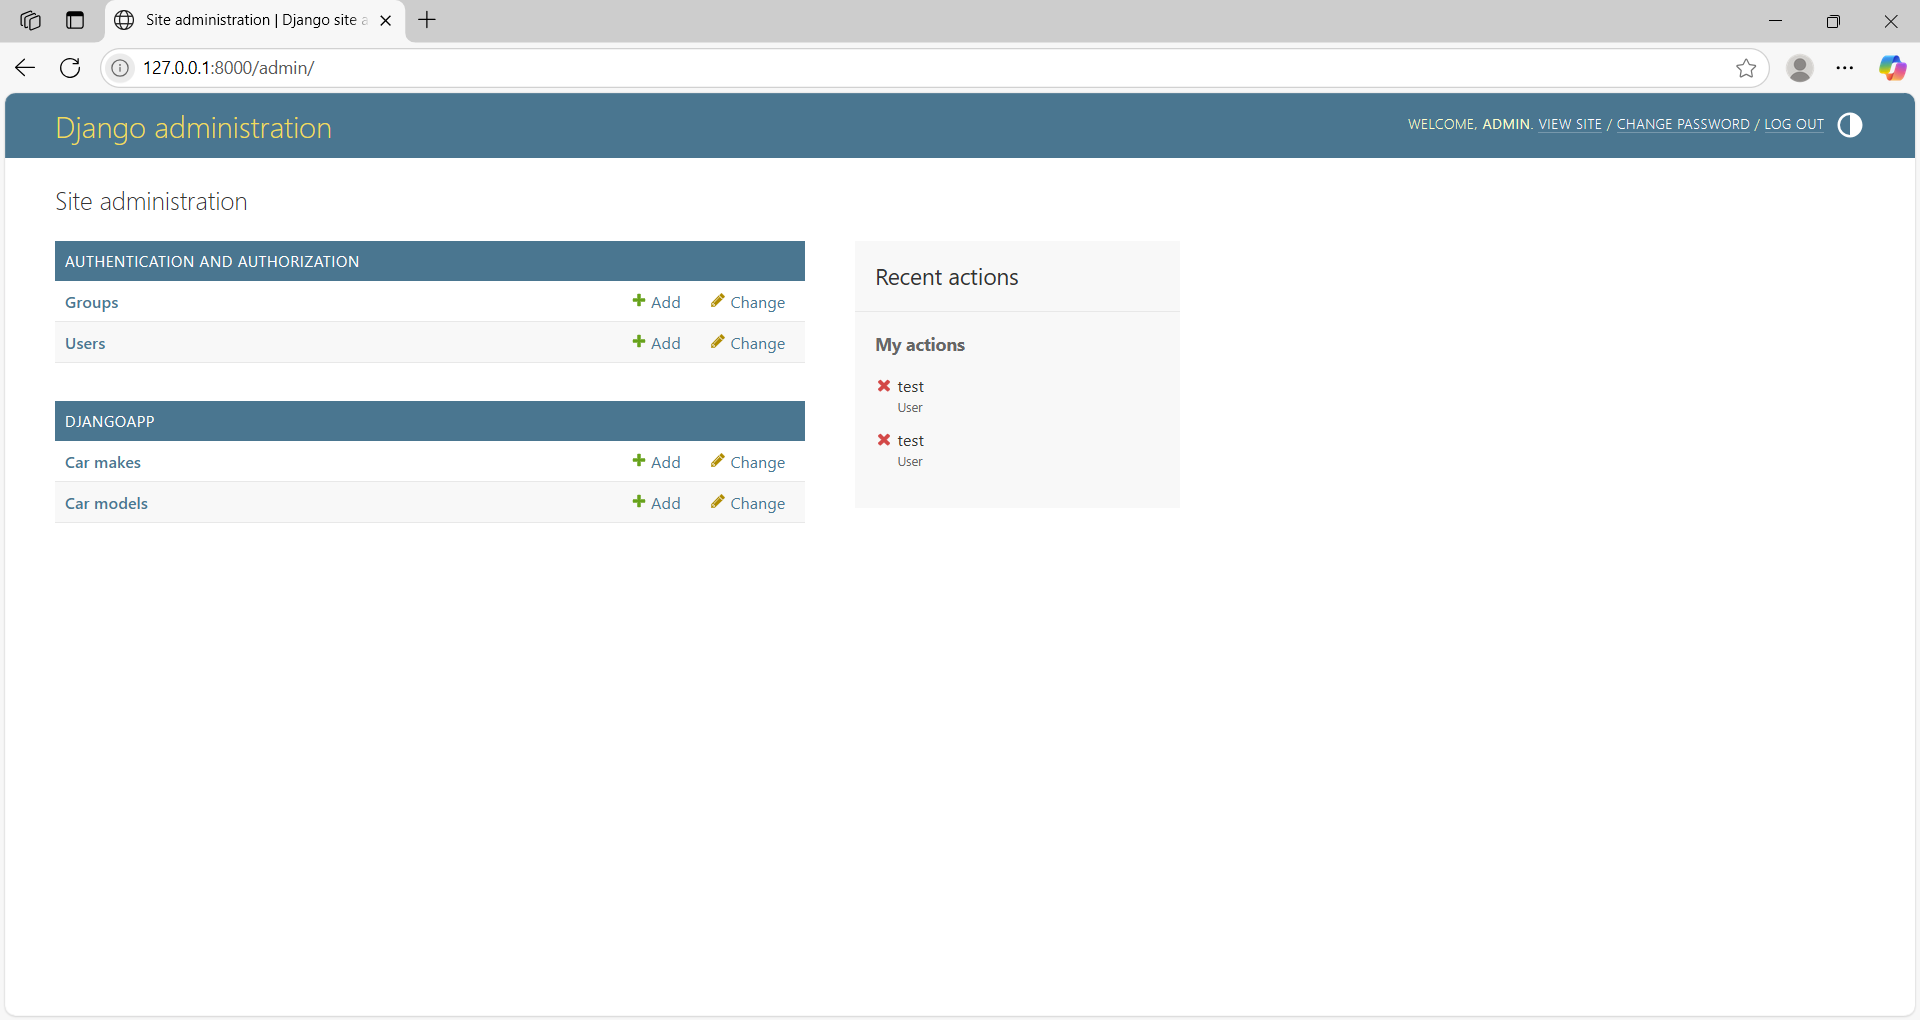 Site administration | Django site a
127.0.0.1:8000/admin/
Django administration
WELCOME, ADMIN. VIEW SITE / CHANGE PASSWORD / LOG OUT
Site administration
AUTHENTICATION AND AUTHORIZATION
Groups Add Change
Users Add Change
DJANGOAPP
Car makes Add Change
Car models Add Change
Recent actions
My actions
test
User
test
User